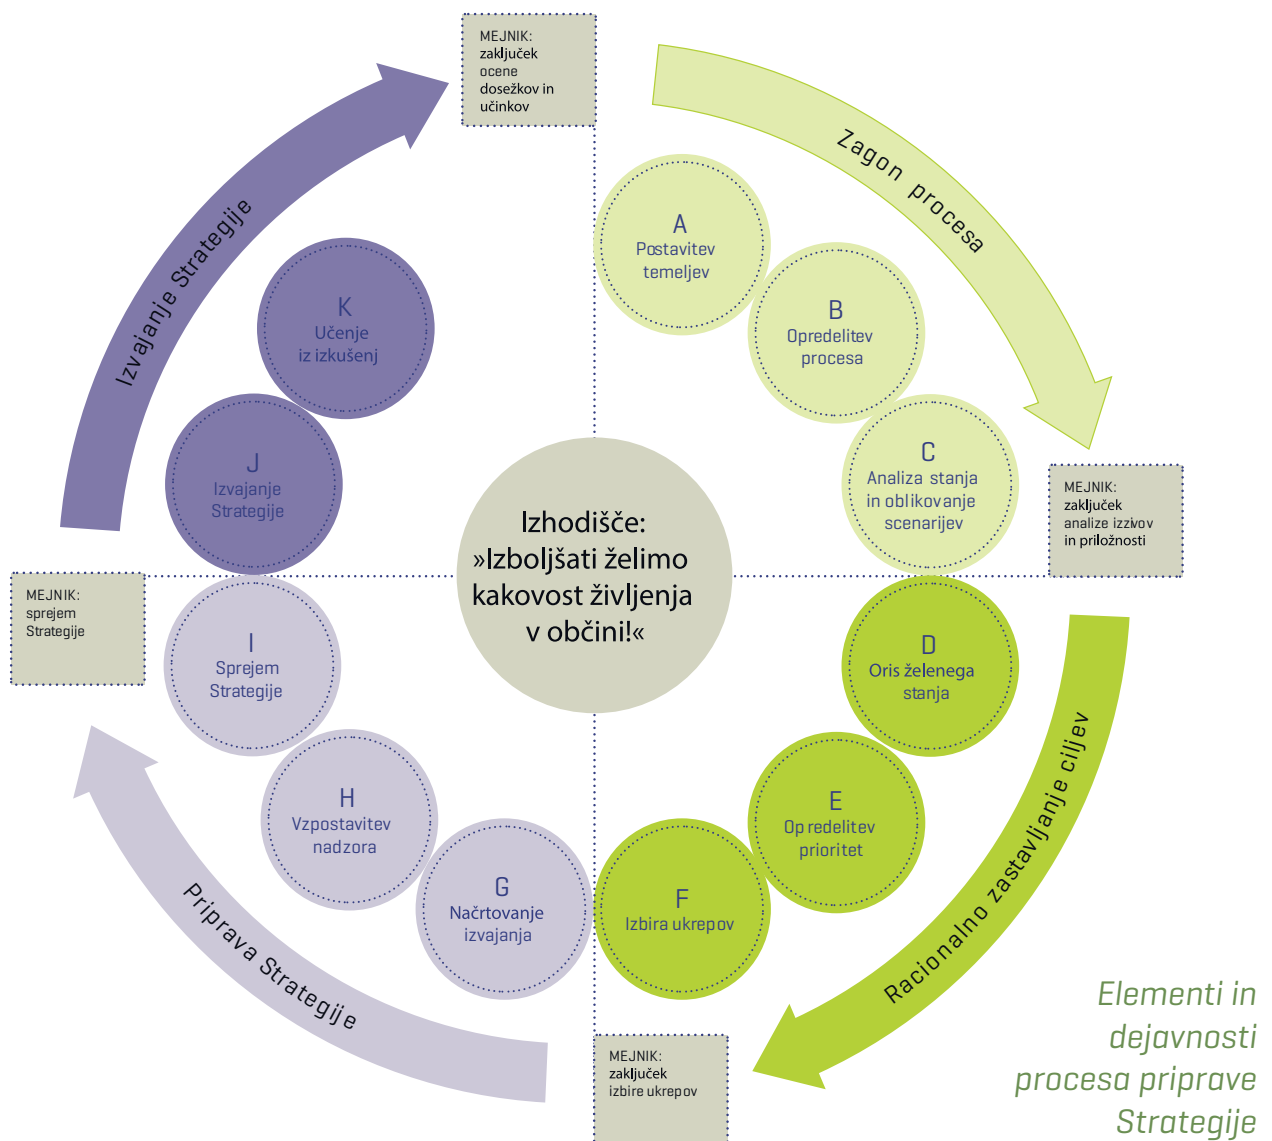 MEJNIK:
zaključek
ocene
dosežkov in
učinkov
Zagon procesa
A
Postavitev
temeljev
B
Opredelitev
procesa
C
Analiza stanja
in oblikovanje
scenarijev
MEJNIK:
zaključek
analize izzivov
in priložnosti
Izhodišče:
»Izboljšati želimo
kakovost življenja
v občini!«
D
Oris želenega
stanja
E
Opredelitev
prioritet
F
Izbira ukrepov
Racionalno zastavljanje ciljev
MEJNIK:
zaključek
izbire ukrepov
G
Načrtovanje
izvajanja
H
Vzpostavitev
nadzora
I
Sprejem
Strategije
Priprava Strategije
MEJNIK:
sprejem
Strategije
J
Izvajanje
Strategije
K
Učenje
iz izkušenj
Izvajanje Strategije
Elementi in
dejavnosti
procesa priprave
Strategije